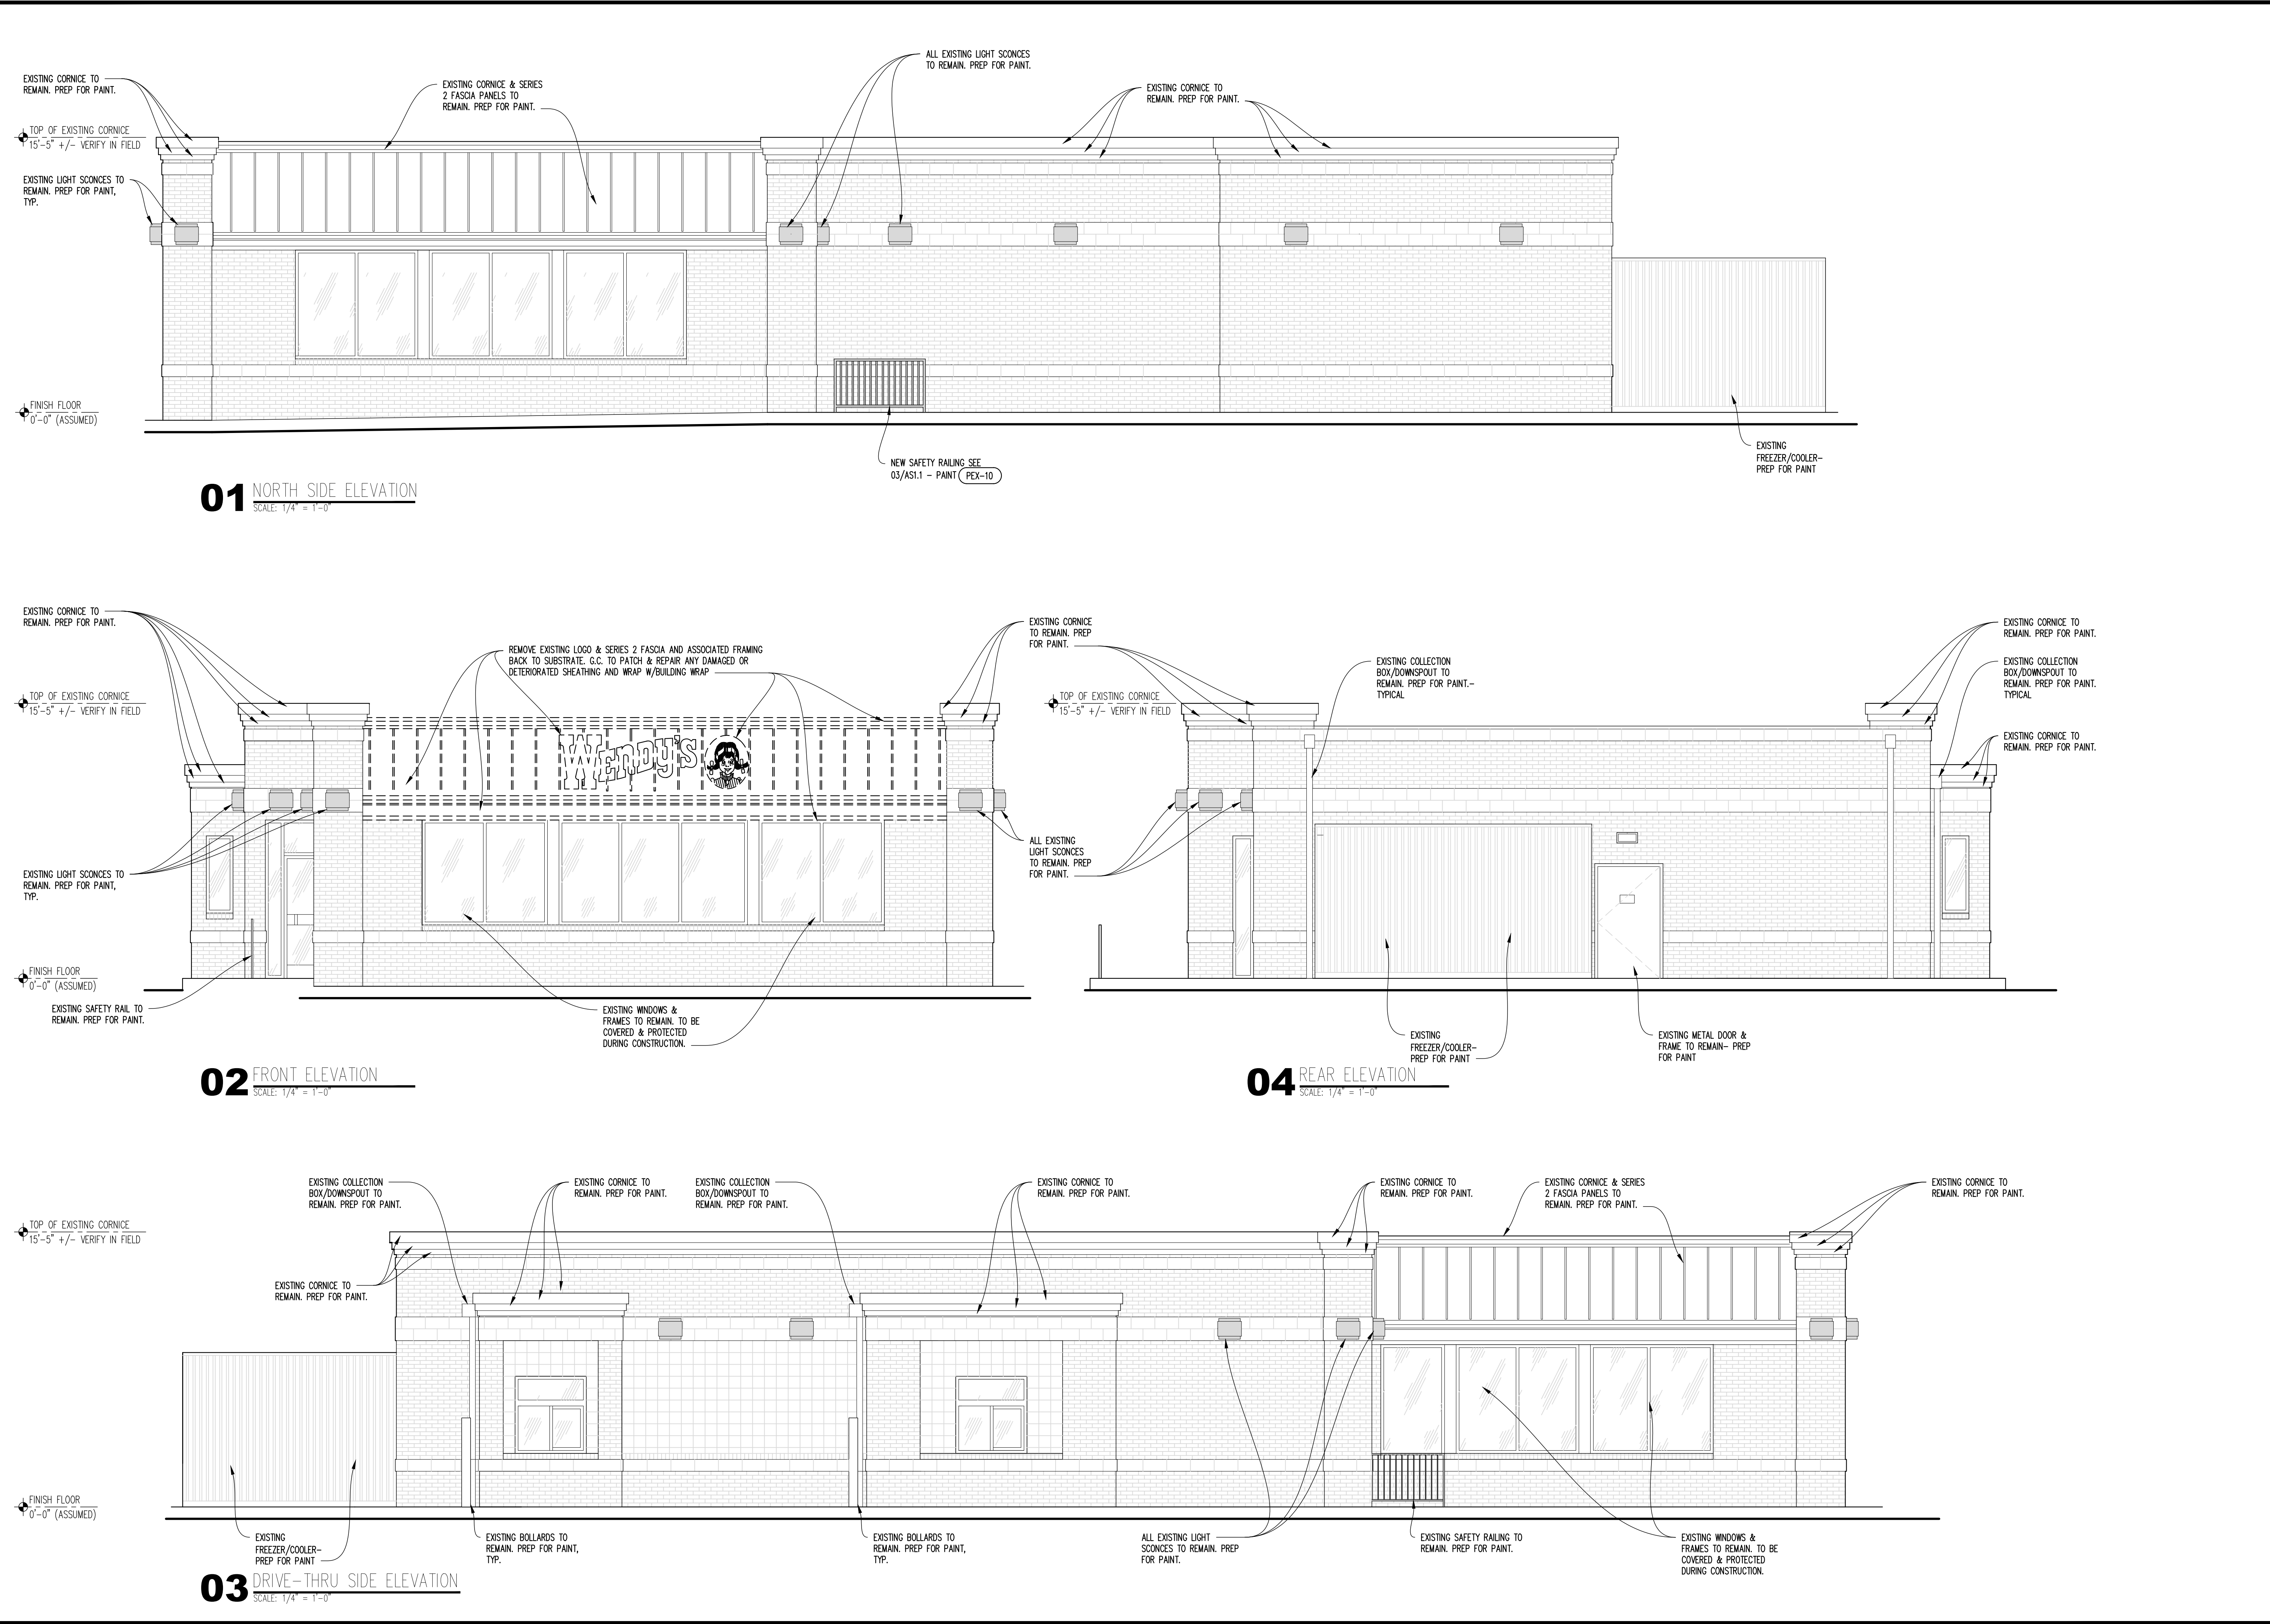 ALL EXISTING LIGHT SCONCES
TO REMAIN. PREP FOR PAINT.
EXISTING CORNICE TO
REMAIN. PREP FOR PAINT.
EXISTING CORNICE & SERIES
2 FASCIA PANELS TO
REMAIN. PREP FOR PAINT.
EXISTING CORNICE TO
REMAIN. PREP FOR PAINT.
TOP OF EXISTING CORNICE
15'-5" +/- VERIFY IN FIELD
EXISTING LIGHT SCONCES TO
REMAIN. PREP FOR PAINT,
TYP.
FINISH FLOOR
0'-0" (ASSUMED)
NEW SAFETY RAILING SEE
03/AS1.1 - PAINT PEX-10
EXISTING
FREEZER/COOLER-
PREP FOR PAINT
01 NORTH SIDE ELEVATION
SCALE: 1/4" = 1'-0"
EXISTING CORNICE TO
REMAIN. PREP FOR PAINT.
REMOVE EXISTING LOGO & SERIES 2 FASCIA AND ASSOCIATED FRAMING
BACK TO SUBSTRATE. G.C. TO PATCH & REPAIR ANY DAMAGED OR
DETERIORATED SHEATHING AND WRAP W/BUILDING WRAP
EXISTING CORNICE
TO REMAIN. PREP
FOR PAINT.
TOP OF EXISTING CORNICE
15'-5" +/- VERIFY IN FIELD
WENDY'S
ALL EXISTING
LIGHT SCONCES
TO REMAIN. PREP
FOR PAINT.
EXISTING LIGHT SCONCES TO
REMAIN. PREP FOR PAINT,
TYP.
FINISH FLOOR
0'-0" (ASSUMED)
EXISTING SAFETY RAIL TO
REMAIN. PREP FOR PAINT.
EXISTING WINDOWS &
FRAMES TO REMAIN. TO BE
COVERED & PROTECTED
DURING CONSTRUCTION.
02 FRONT ELEVATION
SCALE: 1/4" = 1'-0"
EXISTING COLLECTION
BOX/DOWNSPOUT TO
REMAIN. PREP FOR PAINT.-
TYPICAL
EXISTING CORNICE TO
REMAIN. PREP FOR PAINT.
EXISTING COLLECTION
BOX/DOWNSPOUT TO
REMAIN. PREP FOR PAINT.
TYPICAL
TOP OF EXISTING CORNICE
15'-5" +/- VERIFY IN FIELD
EXISTING CORNICE TO
REMAIN. PREP FOR PAINT.
EXISTING
FREEZER/COOLER-
PREP FOR PAINT
EXISTING METAL DOOR &
FRAME TO REMAIN- PREP
FOR PAINT
04 REAR ELEVATION
SCALE: 1/4" = 1'-0"
EXISTING COLLECTION
BOX/DOWNSPOUT TO
REMAIN. PREP FOR PAINT.
EXISTING CORNICE TO
REMAIN. PREP FOR PAINT.
EXISTING COLLECTION
BOX/DOWNSPOUT TO
REMAIN. PREP FOR PAINT.
EXISTING CORNICE TO
REMAIN. PREP FOR PAINT.
EXISTING CORNICE TO
REMAIN. PREP FOR PAINT.
EXISTING CORNICE & SERIES
2 FASCIA PANELS TO
REMAIN. PREP FOR PAINT.
EXISTING CORNICE TO
REMAIN. PREP FOR PAINT.
TOP OF EXISTING CORNICE
15'-5" +/- VERIFY IN FIELD
EXISTING CORNICE TO
REMAIN. PREP FOR PAINT.
FINISH FLOOR
0'-0" (ASSUMED)
EXISTING
FREEZER/COOLER-
PREP FOR PAINT
EXISTING BOLLARDS TO
REMAIN. PREP FOR PAINT,
TYP.
EXISTING BOLLARDS TO
REMAIN. PREP FOR PAINT,
TYP.
ALL EXISTING LIGHT
SCONCES TO REMAIN. PREP
FOR PAINT.
EXISTING SAFETY RAILING TO
REMAIN. PREP FOR PAINT.
EXISTING WINDOWS &
FRAMES TO REMAIN. TO BE
COVERED & PROTECTED
DURING CONSTRUCTION.
03 DRIVE-THRU SIDE ELEVATION
SCALE: 1/4" = 1'-0"